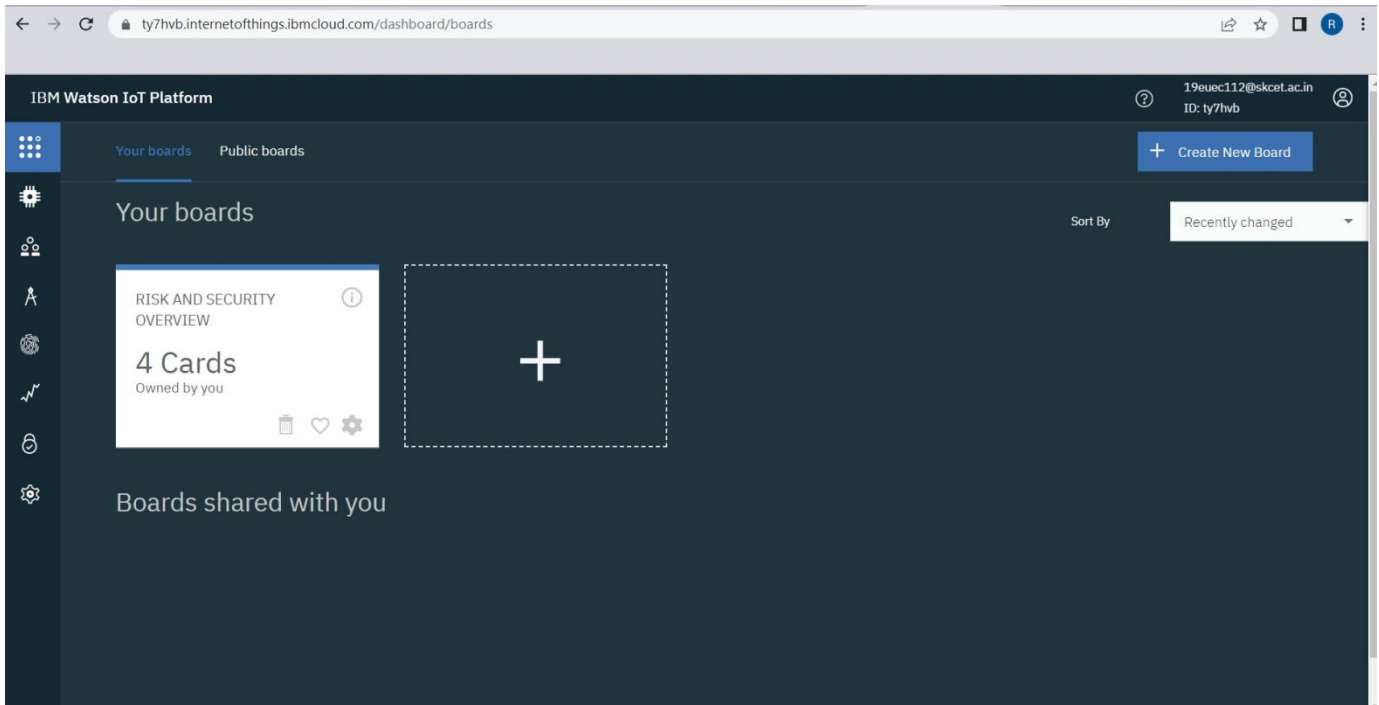 ty7hvb.internetofthings.ibmcloud.com/dashboard/boards
R
IBM Watson IoT Platform
19euec112@skcet.ac.in
ID: ty7hvb
Your boards
Public boards
+ Create New Board
Your boards
Sort By
Recently changed
RISK AND SECURITY
OVERVIEW
4 Cards
Owned by you
Boards shared with you